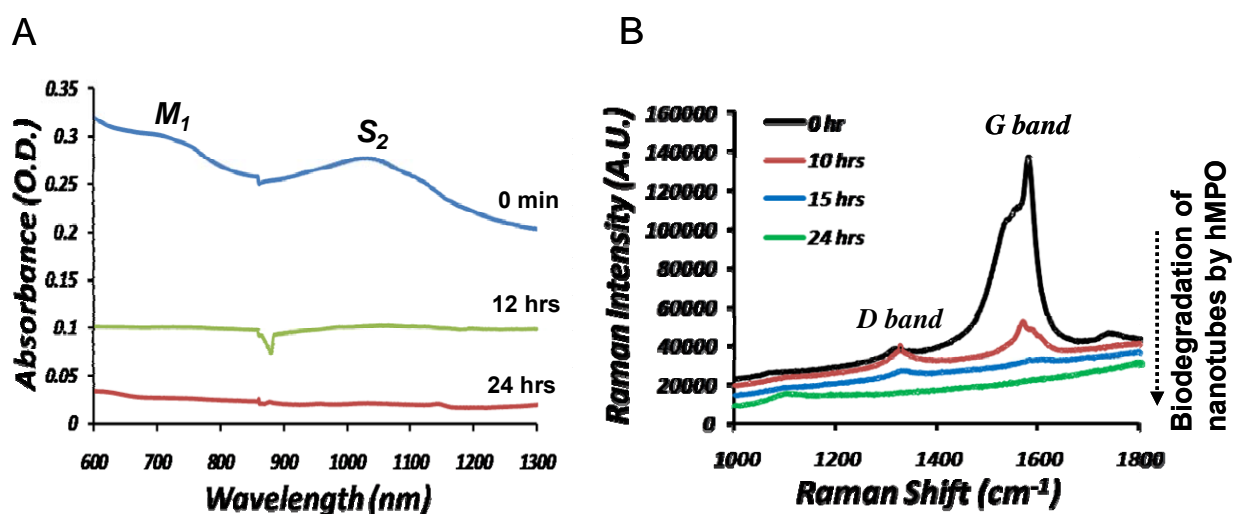 A
Absorbance (O.D.)
0.35
0.3
0.25
0.2
0.15
0.1
0.05
0
M1
S2
0 min
12 hrs
24 hrs
600 700 800 900 1000 1100 1200 1300
Wavelength (nm)
B
Raman Intensity (A.U.)
160000
140000
120000
100000
80000
60000
40000
20000
0
0 hr
10 hrs
15 hrs
24 hrs
G band
D band
1000 1200 1400 1600 1800
Raman Shift (cm-1)
Biodegradation of
nanotubes by hMPO